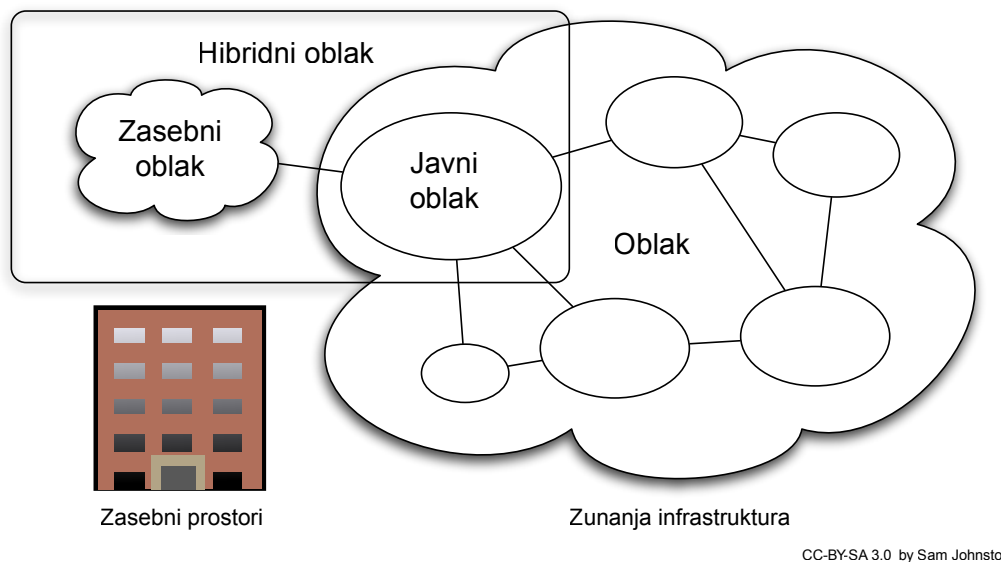 Hibridni oblak
Zasebni
oblak
Javni
oblak
Oblak
Zasebni prostori
Zunanja infrastruktura
CC-BY-SA 3.0 by Sam Johnsto